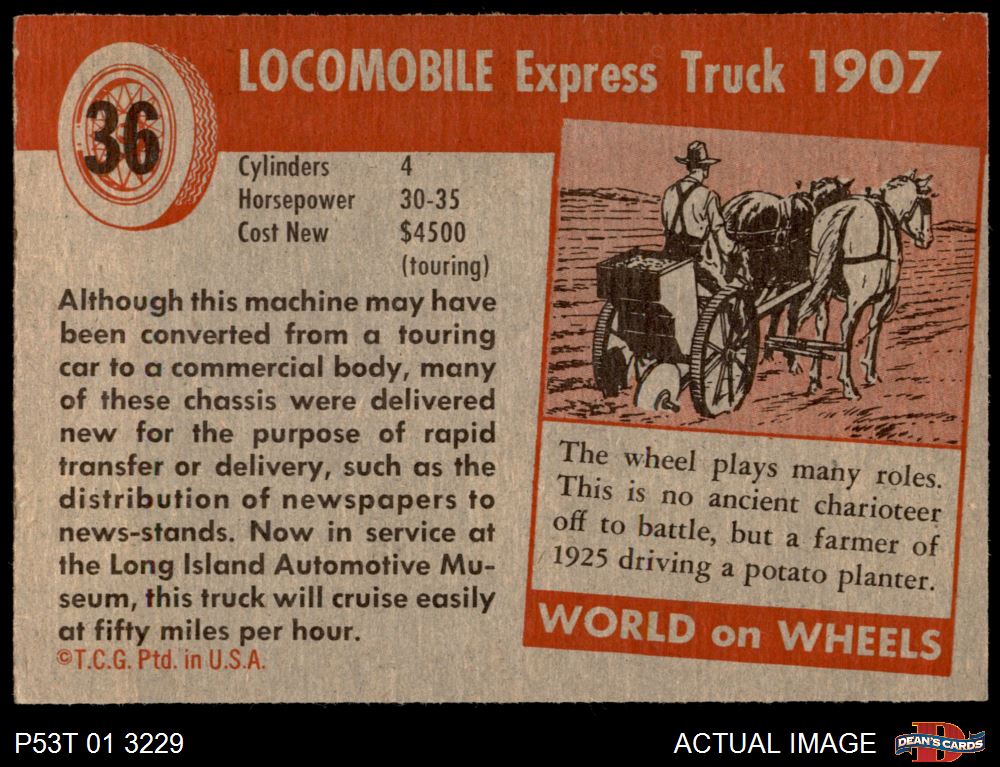 36
LOCOMOBILE Express Truck 1907
Cylinders 4
Horsepower 30-35
Cost New $4500
(touring)
Although this machine may have
been converted from a touring
car to a commercial body, many
of these chassis were delivered
new for the purpose of rapid
transfer or delivery, such as the
distribution of newspapers to
news-stands. Now in service at
the Long Island Automotive Mu-
seum, this truck will cruise easily
at fifty miles per hour.
©T.C.G. Ptd. in U.S.A.
The wheel plays many roles.
This is no ancient charioteer
off to battle, but a farmer of
1925 driving a potato planter.
WORLD on WHEELS
P53T 01 3229
ACTUAL IMAGE
D
DEAN'S CARDS